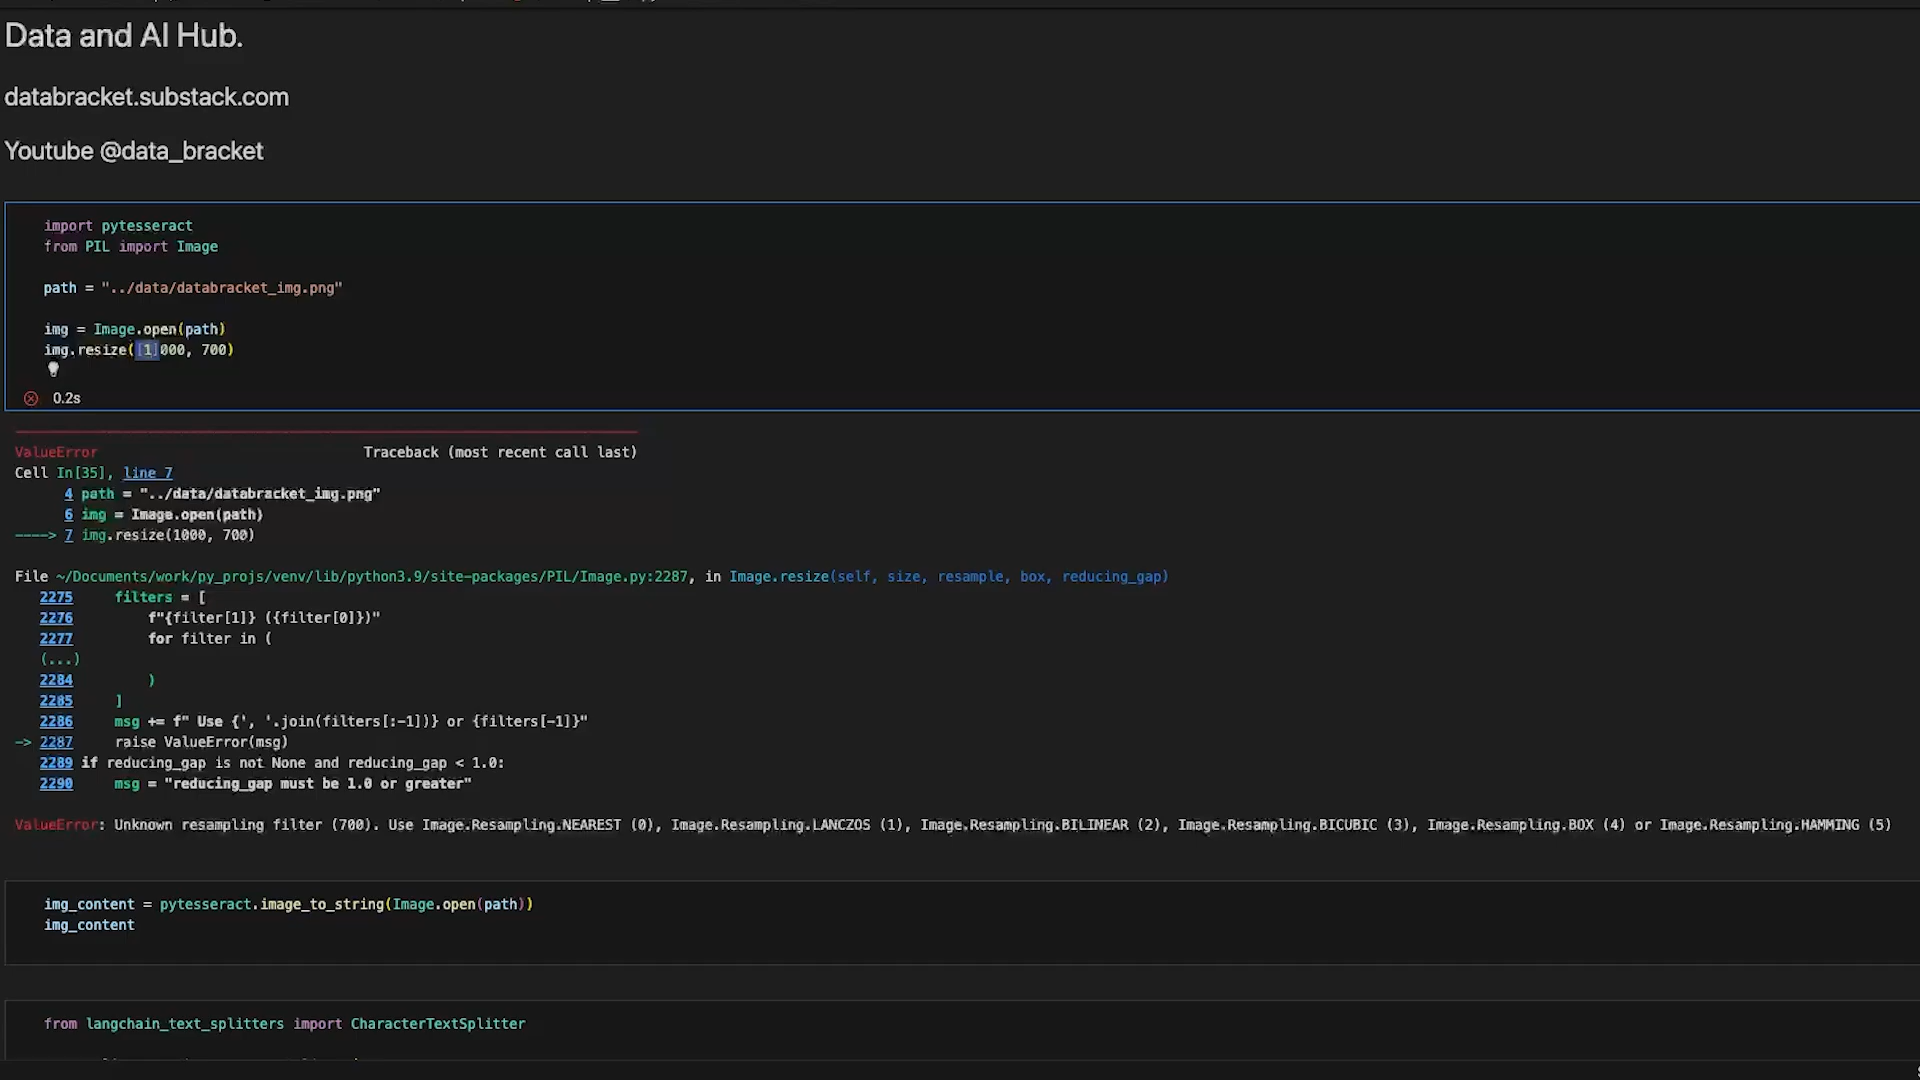 Data and AI Hub.
databracket.substack.com
Youtube @data_bracket
import pytesseract
from PIL import Image
path = "../data/databracket_img.png"
img = Image.open(path)
img.resize([1]000, 700)
0.2s
ValueError Traceback (most recent call last)
Cell In[35], line 7
4 path = "../data/databracket_img.png"
6 img = Image.open(path)
----> 7 img.resize(1000, 700)
File ~/Documents/work/py_projs/venv/lib/python3.9/site-packages/PIL/Image.py:2287, in Image.resize(self, size, resample, box, reducing_gap)
2275 filters = [
2276 f"{filter[1]} ({filter[0]})"
2277 for filter in (
(...)
2284 )
2285 ]
2286 msg += f" Use {', '.join(filters[:-1])} or {filters[-1]}"
-> 2287 raise ValueError(msg)
2289 if reducing_gap is not None and reducing_gap < 1.0:
2290 msg = "reducing_gap must be 1.0 or greater"
ValueError: Unknown resampling filter (700). Use Image.Resampling.NEAREST (0), Image.Resampling.LANCZOS (1), Image.Resampling.BILINEAR (2), Image.Resampling.BICUBIC (3), Image.Resampling.BOX (4) or Image.Resampling.HAMMING (5)
img_content = pytesseract.image_to_string(Image.open(path))
img_content
from langchain_text_splitters import CharacterTextSplitter